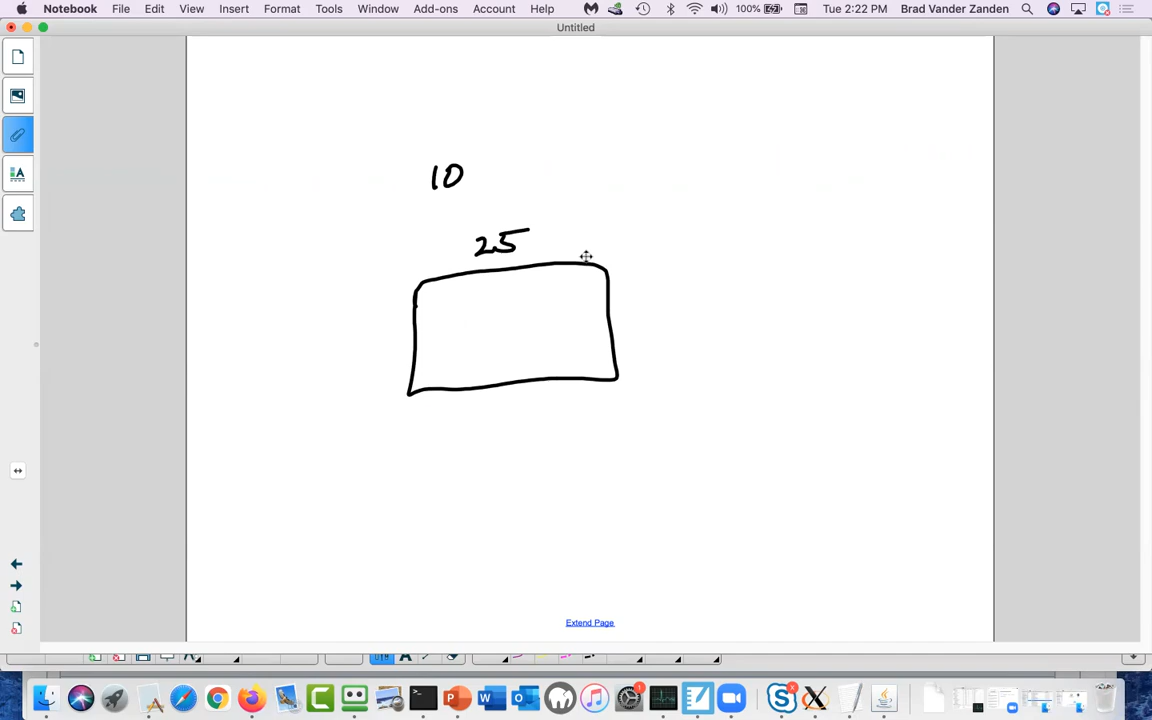 Notebook File Edit View Insert Format Tools Window Add-ons Account Help 100% Tue 2:22 PM Brad Vander Zanden
Untitled
10
25
Extend Page